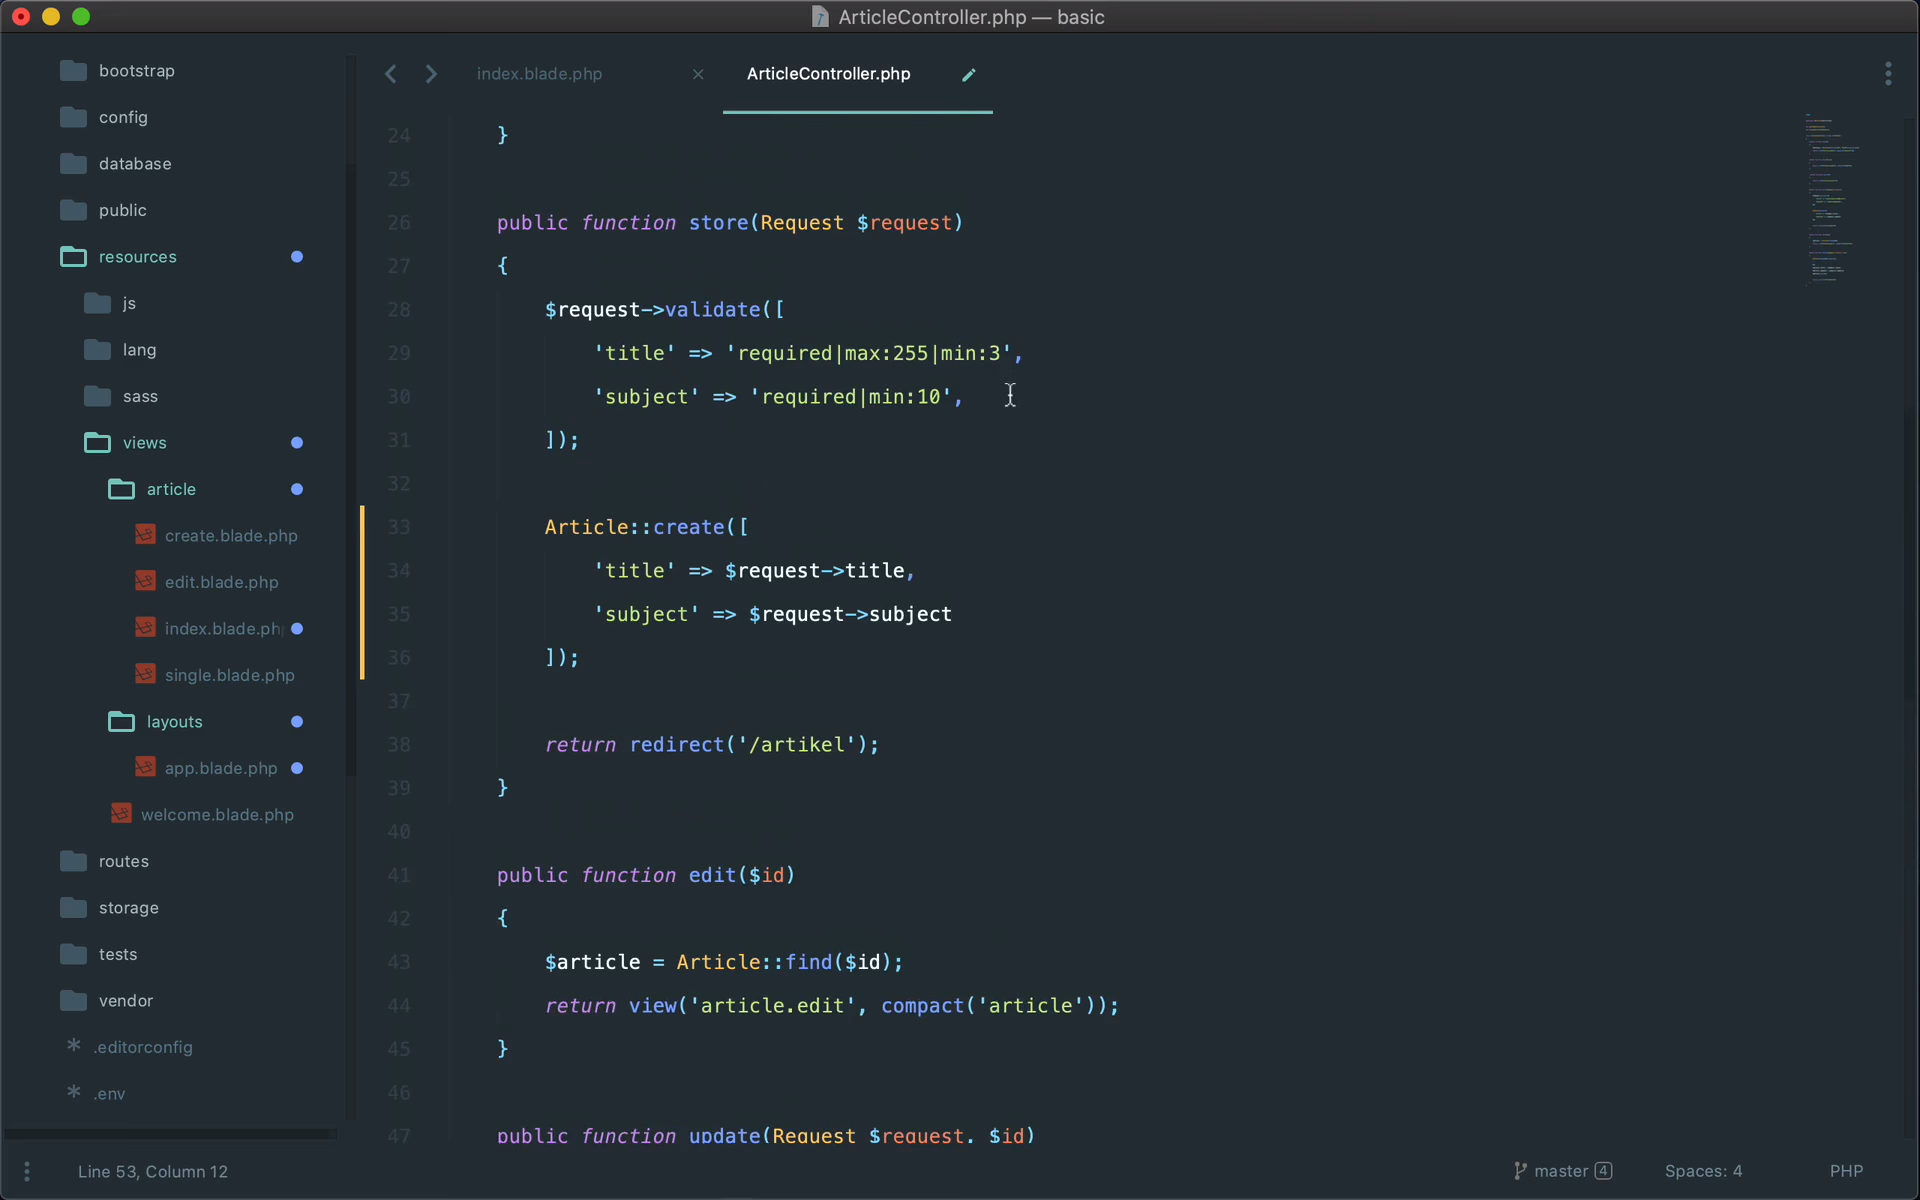 ArticleController.php — basic
bootstrap
config
database
public
resources
js
lang
sass
views
article
create.blade.php
edit.blade.php
index.blade.ph
single.blade.php
layouts
app.blade.php
welcome.blade.php
routes
storage
tests
vendor
* .editorconfig
* .env
index.blade.php
ArticleController.php
24 }
25
26 public function store(Request $request)
27 {
28 $request->validate([
29 'title' => 'required|max:255|min:3',
30 'subject' => 'required|min:10',
31 ]);
32
33 Article::create([
34 'title' => $request->title,
35 'subject' => $request->subject
36 ]);
37
38 return redirect('/artikel');
39 }
40
41 public function edit($id)
42 {
43 $article = Article::find($id);
44 return view('article.edit', compact('article'));
45 }
46
47 public function update(Request $request, $id)
Line 53, Column 12
master 4
Spaces: 4
PHP